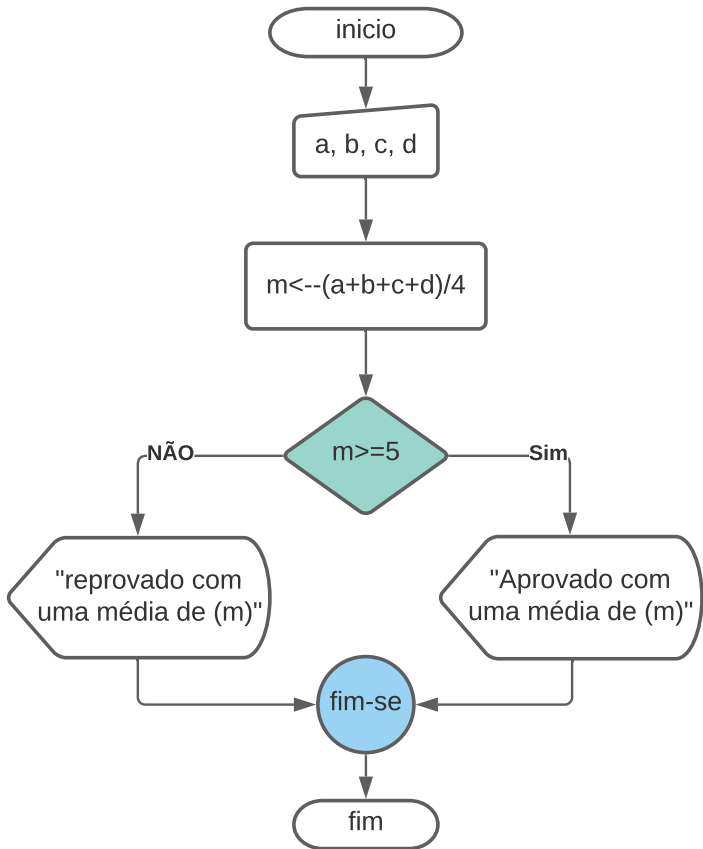 inicio
a, b, c, d
m<--(a+b+c+d)/4
m>=5
NÃO
Sim
"reprovado com
uma média de (m)"
"Aprovado com
uma média de (m)"
fim-se
fim